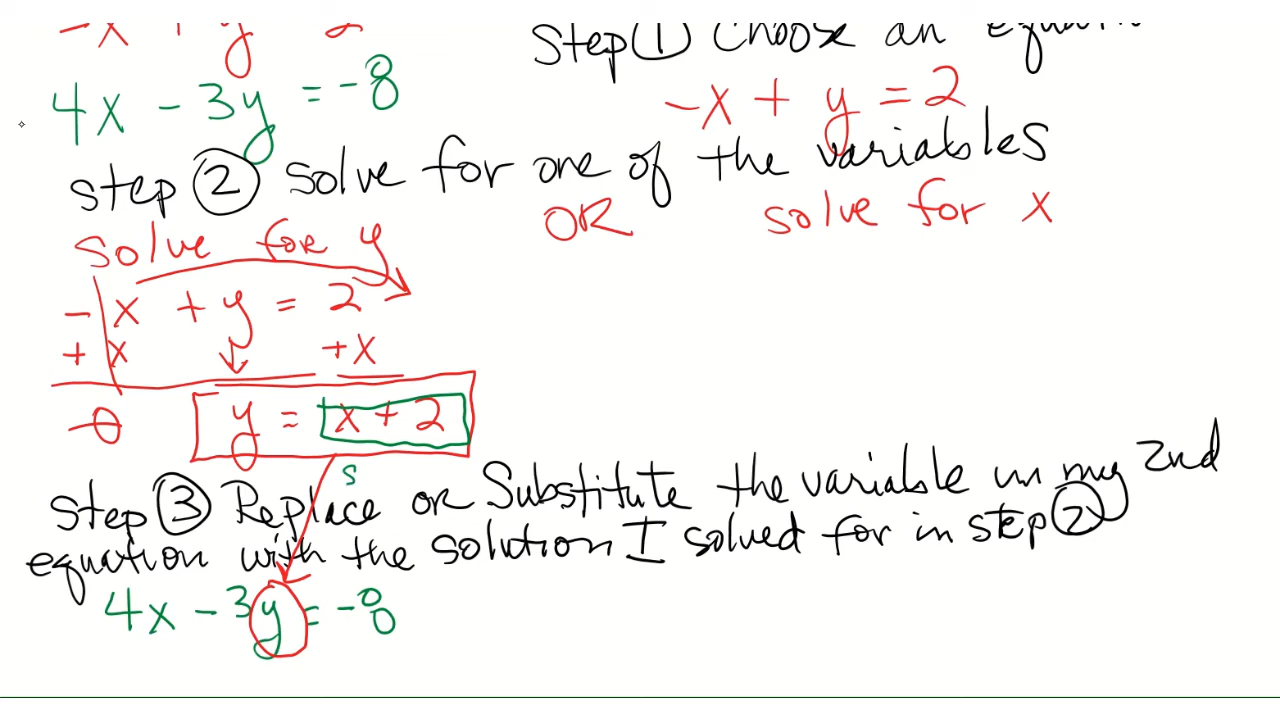 -x + y 2
Step ① Choose an equation
4x - 3y = -8
-x + y = 2
step ② solve for one of the variables
solve for y
OR
solve for x
- x + y = 2
+ x +x
0 y = x + 2
s
Step ③ Replace or Substitute the variable in my 2nd
equation with the solution I solved for in step ②
4x - 3y = -8